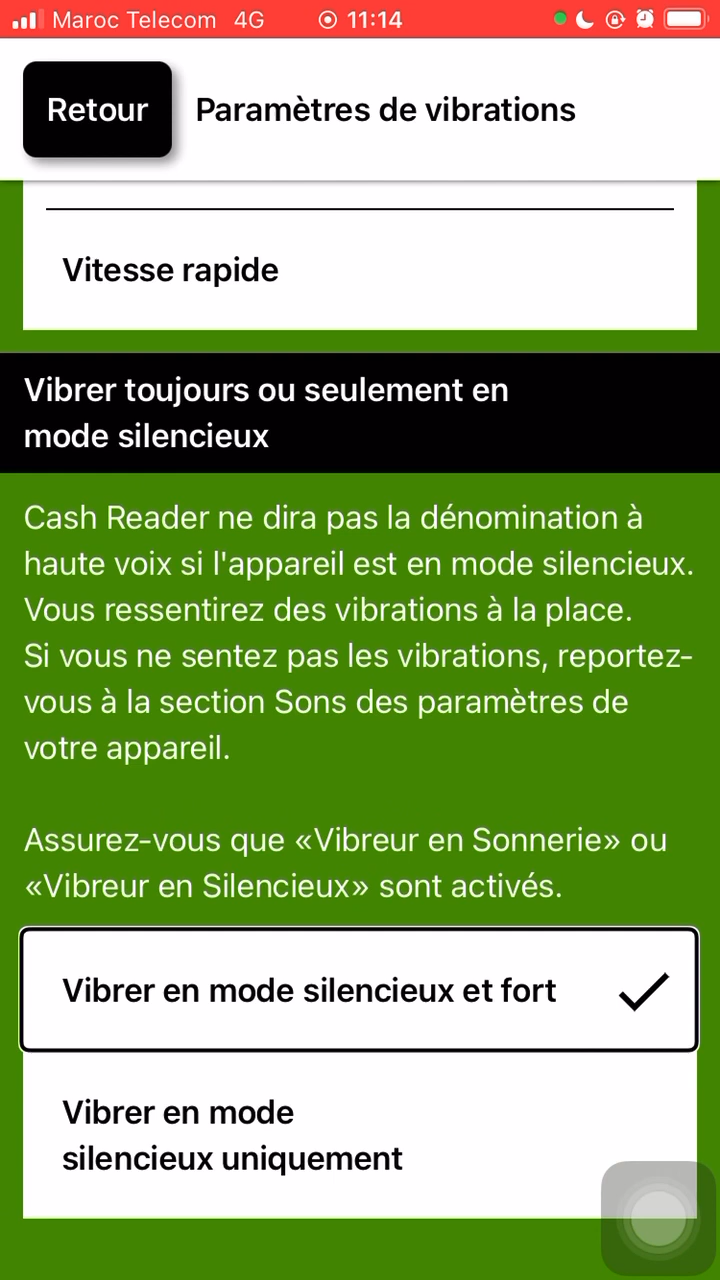 Maroc Telecom 4G 11:14
Retour Paramètres de vibrations
Vitesse rapide
Vibrer toujours ou seulement en
mode silencieux
Cash Reader ne dira pas la dénomination à
haute voix si l'appareil est en mode silencieux.
Vous ressentirez des vibrations à la place.
Si vous ne sentez pas les vibrations, reportez-
vous à la section Sons des paramètres de
votre appareil.
Assurez-vous que «Vibreur en Sonnerie» ou
«Vibreur en Silencieux» sont activés.
Vibrer en mode silencieux et fort
Vibrer en mode
silencieux uniquement